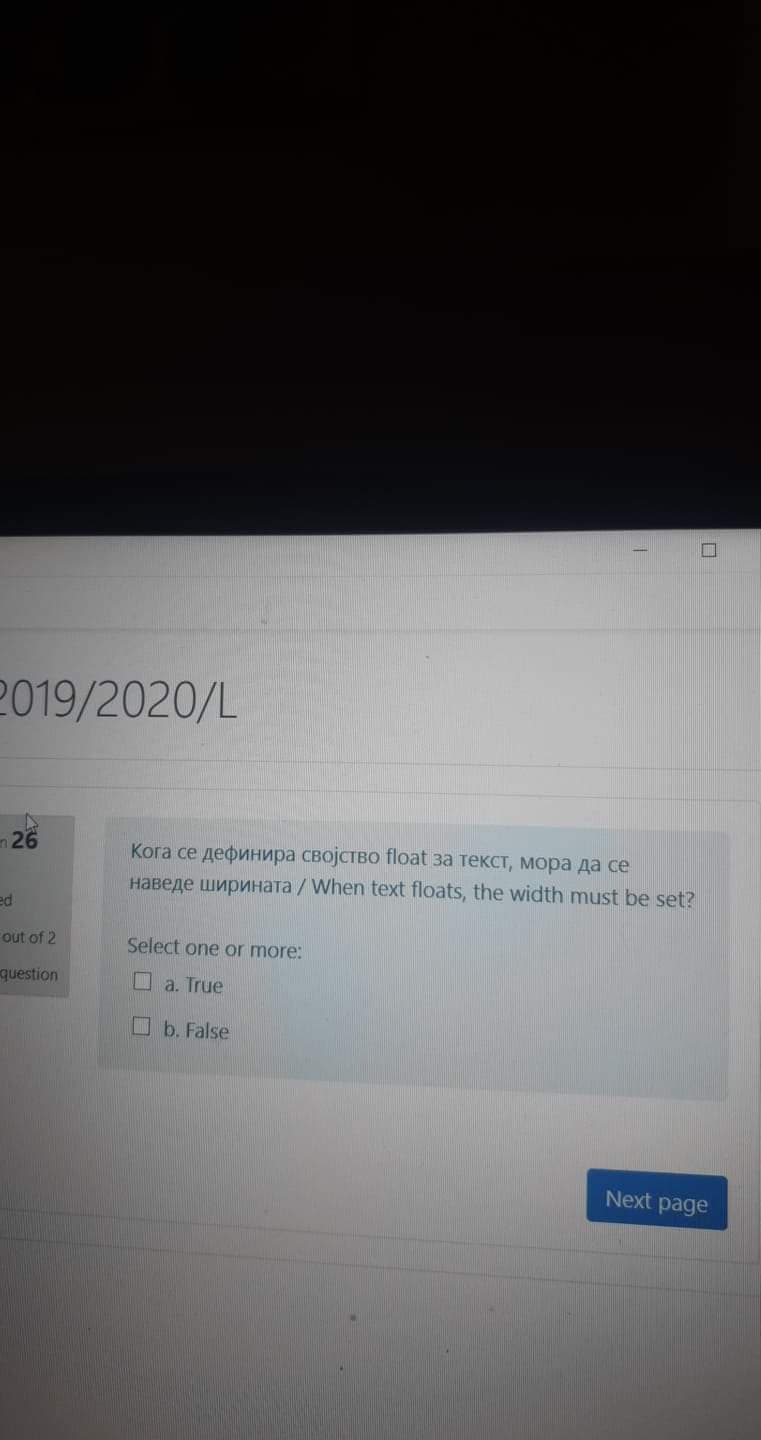 2019/2020/L
26
Кога се дефинира својство float за текст, мора да се
наведе ширината / When text floats, the width must be set?
out of 2
question
Select one or more:
a. True
b. False
Next page